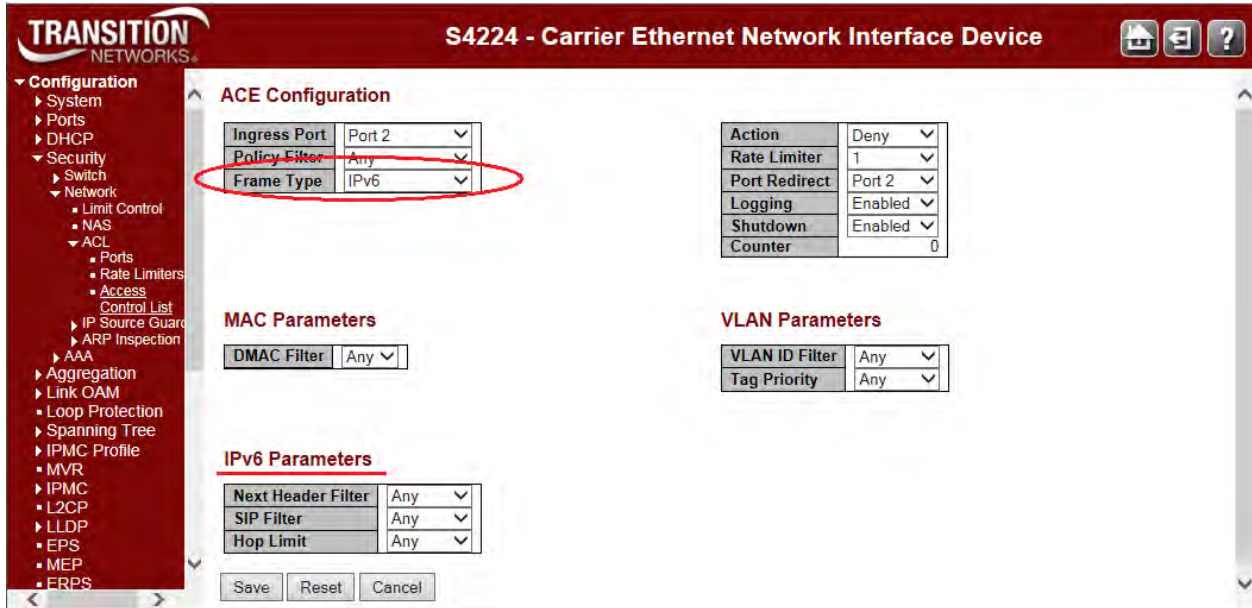 TRANSITION
NETWORKS®
S4224 - Carrier Ethernet Network Interface Device
?
Configuration
System
Ports
DHCP
Security
Switch
Network
Limit Control
NAS
ACL
Ports
Rate Limiters
Access
Control List
IP Source Guard
ARP Inspection
AAA
Aggregation
Link OAM
Loop Protection
Spanning Tree
IPMC Profile
MVR
IPMC
L2CP
LLDP
EPS
MEP
ERPS
ACE Configuration
Ingress Port Port 2
Policy Filter Any
Frame Type IPv6
Action Deny
Rate Limiter 1
Port Redirect Port 2
Logging Enabled
Shutdown Enabled
Counter 0
MAC Parameters
DMAC Filter Any
VLAN Parameters
VLAN ID Filter Any
Tag Priority Any
IPv6 Parameters
Next Header Filter Any
SIP Filter Any
Hop Limit Any
Save Reset Cancel